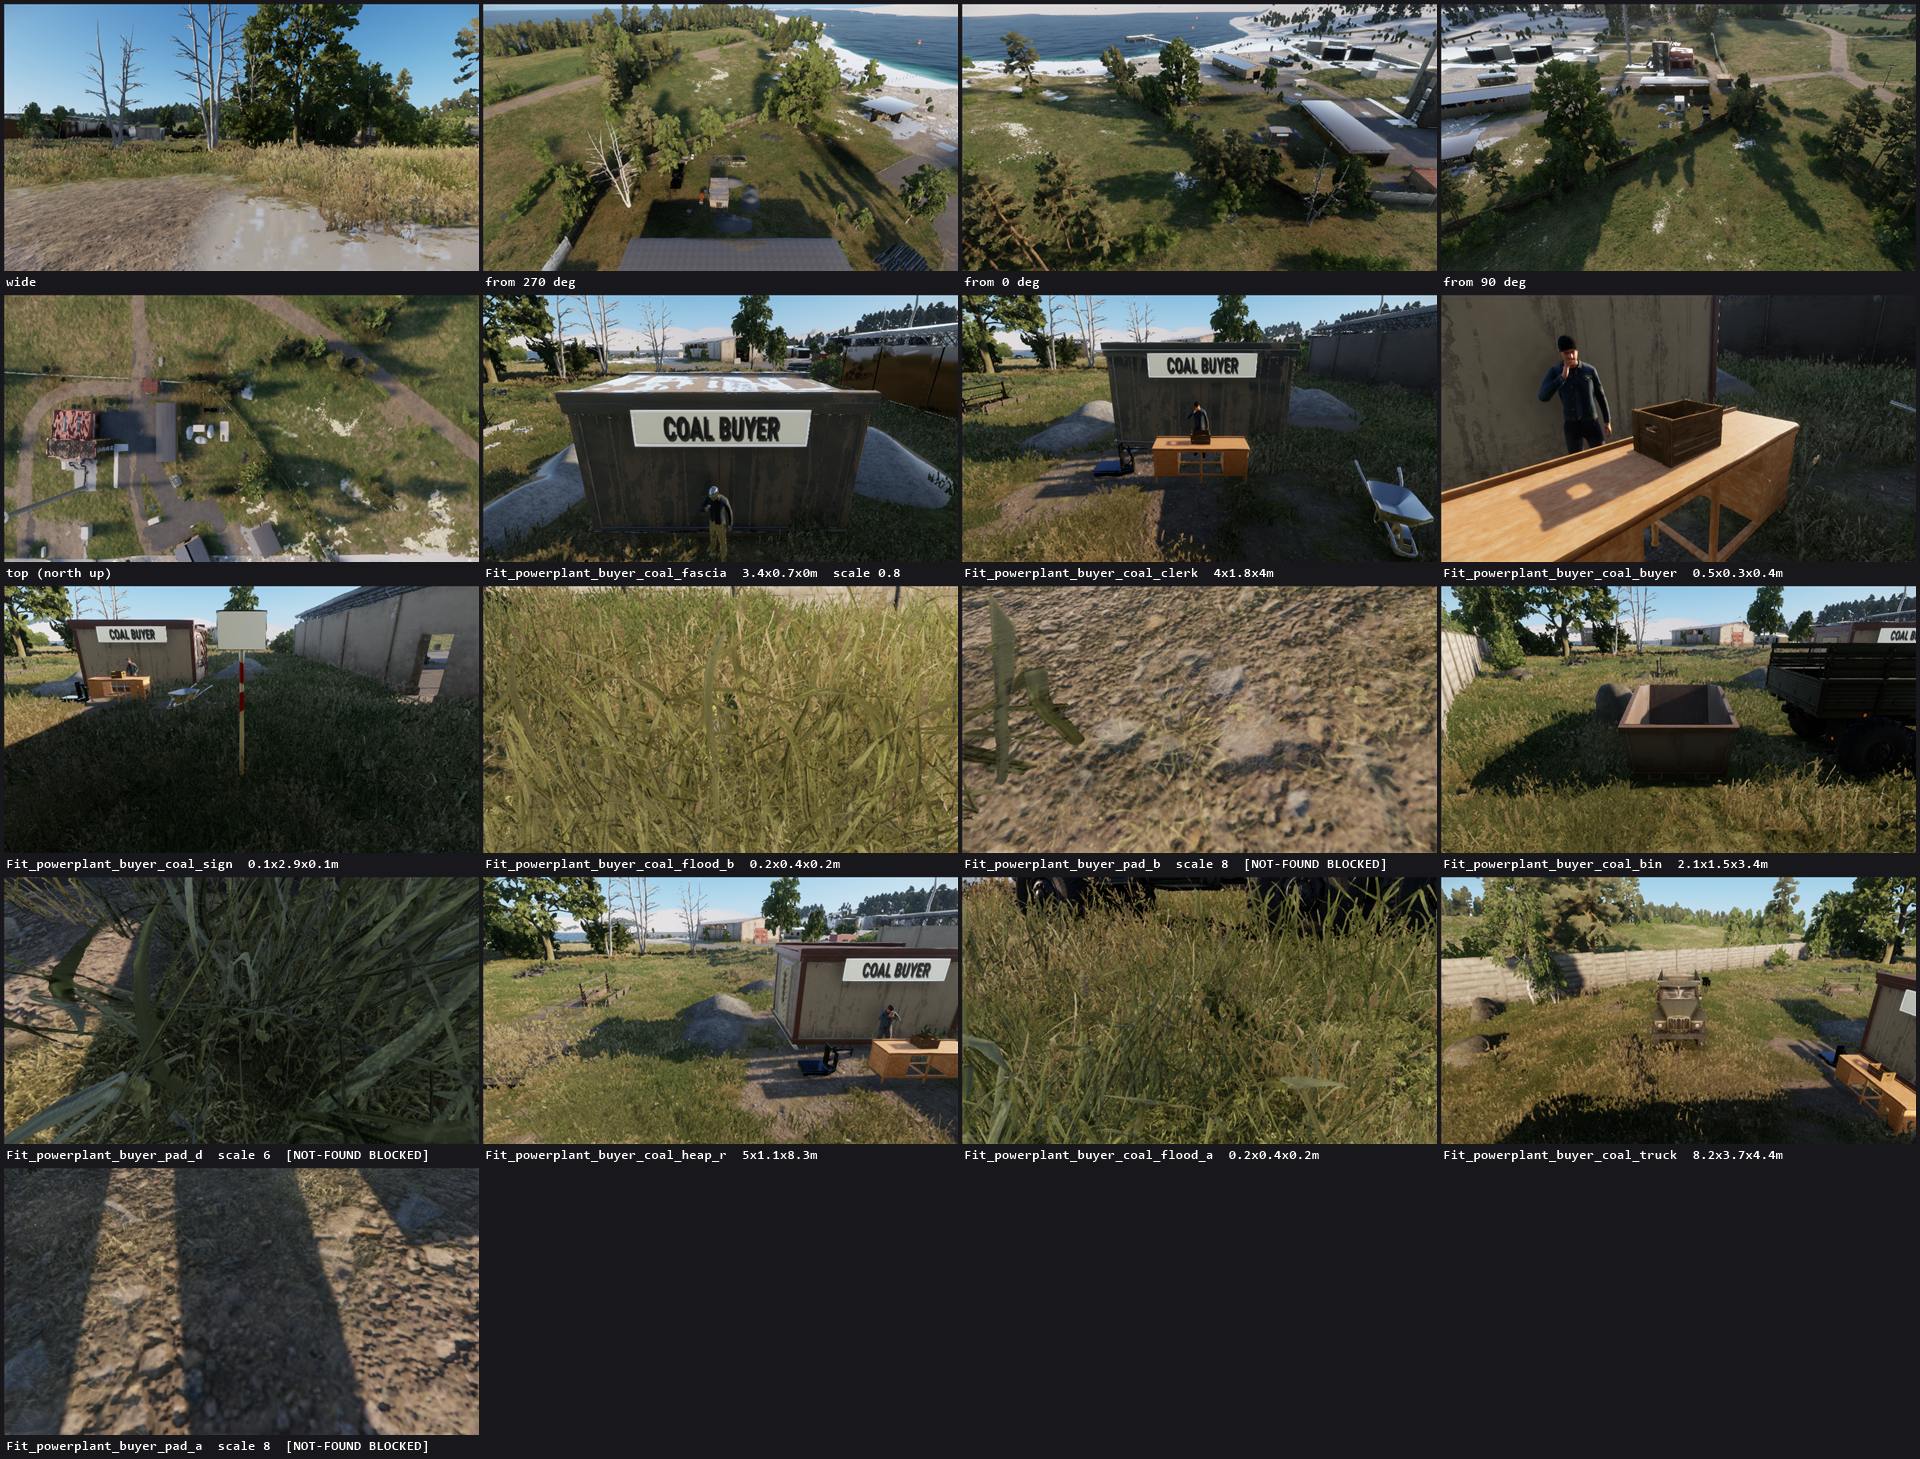 wide
from 270 deg
from 0 deg
from 90 deg
COAL BUYER
COAL BUYER
top (north up)
Fit_powerplant_buyer_coal_fascia 3.4x0.7x0m scale 0.8
Fit_powerplant_buyer_coal_clerk 4x1.8x4m
Fit_powerplant_buyer_coal_buyer 0.5x0.3x0.4m
COAL BUYER
COAL B
Fit_powerplant_buyer_coal_sign 0.1x2.9x0.1m
Fit_powerplant_buyer_coal_flood_b 0.2x0.4x0.2m
Fit_powerplant_buyer_pad_b scale 8 [NOT-FOUND BLOCKED]
Fit_powerplant_buyer_coal_bin 2.1x1.5x3.4m
COAL BUYER
Fit_powerplant_buyer_pad_d scale 6 [NOT-FOUND BLOCKED]
Fit_powerplant_buyer_coal_heap_r 5x1.1x8.3m
Fit_powerplant_buyer_coal_flood_a 0.2x0.4x0.2m
Fit_powerplant_buyer_coal_truck 8.2x3.7x4.4m
Fit_powerplant_buyer_pad_a scale 8 [NOT-FOUND BLOCKED]